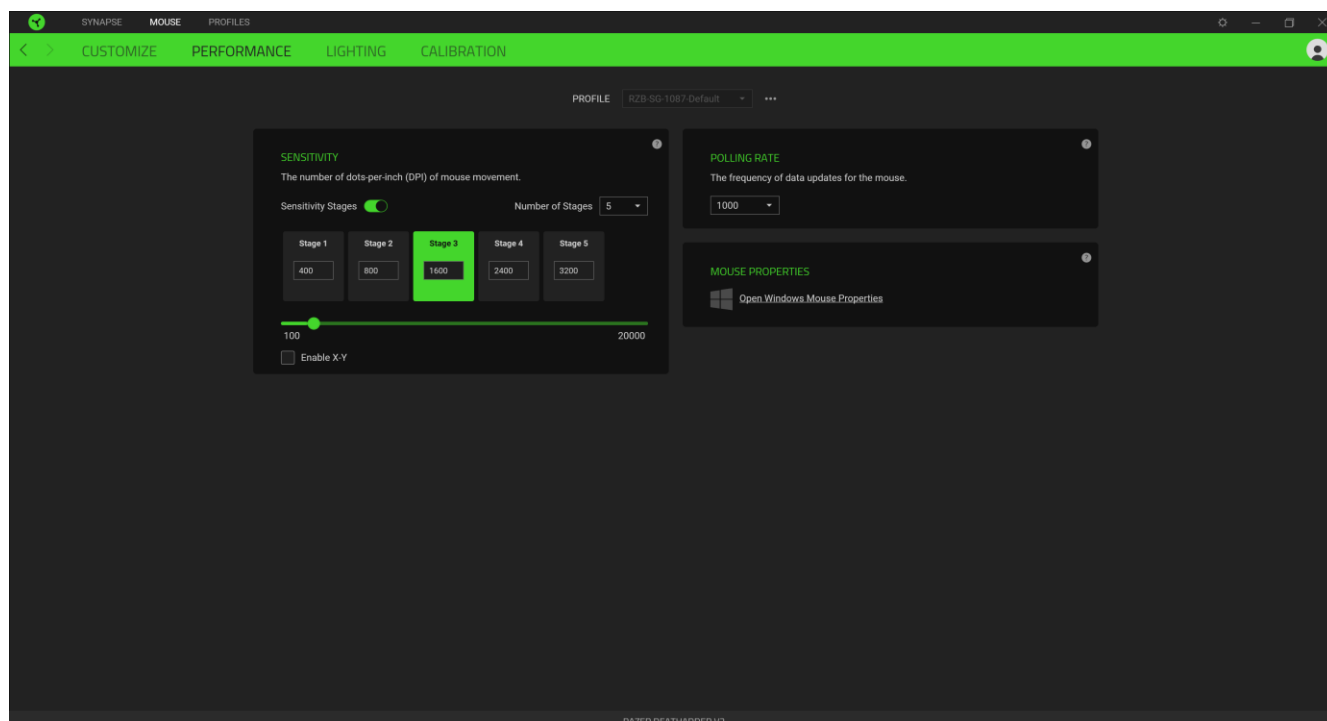 SYNAPSE MOUSE PROFILES
CUSTOMIZE PERFORMANCE LIGHTING CALIBRATION
PROFILE RZB-SG-1087-Default
SENSITIVITY
The number of dots-per-inch (DPI) of mouse movement.
Sensitivity Stages Number of Stages 5
Stage 1 Stage 2 Stage 3 Stage 4 Stage 5
400 800 1600 2400 3200
100 20000
Enable X-Y
POLLING RATE
The frequency of data updates for the mouse.
1000
MOUSE PROPERTIES
Open Windows Mouse Properties